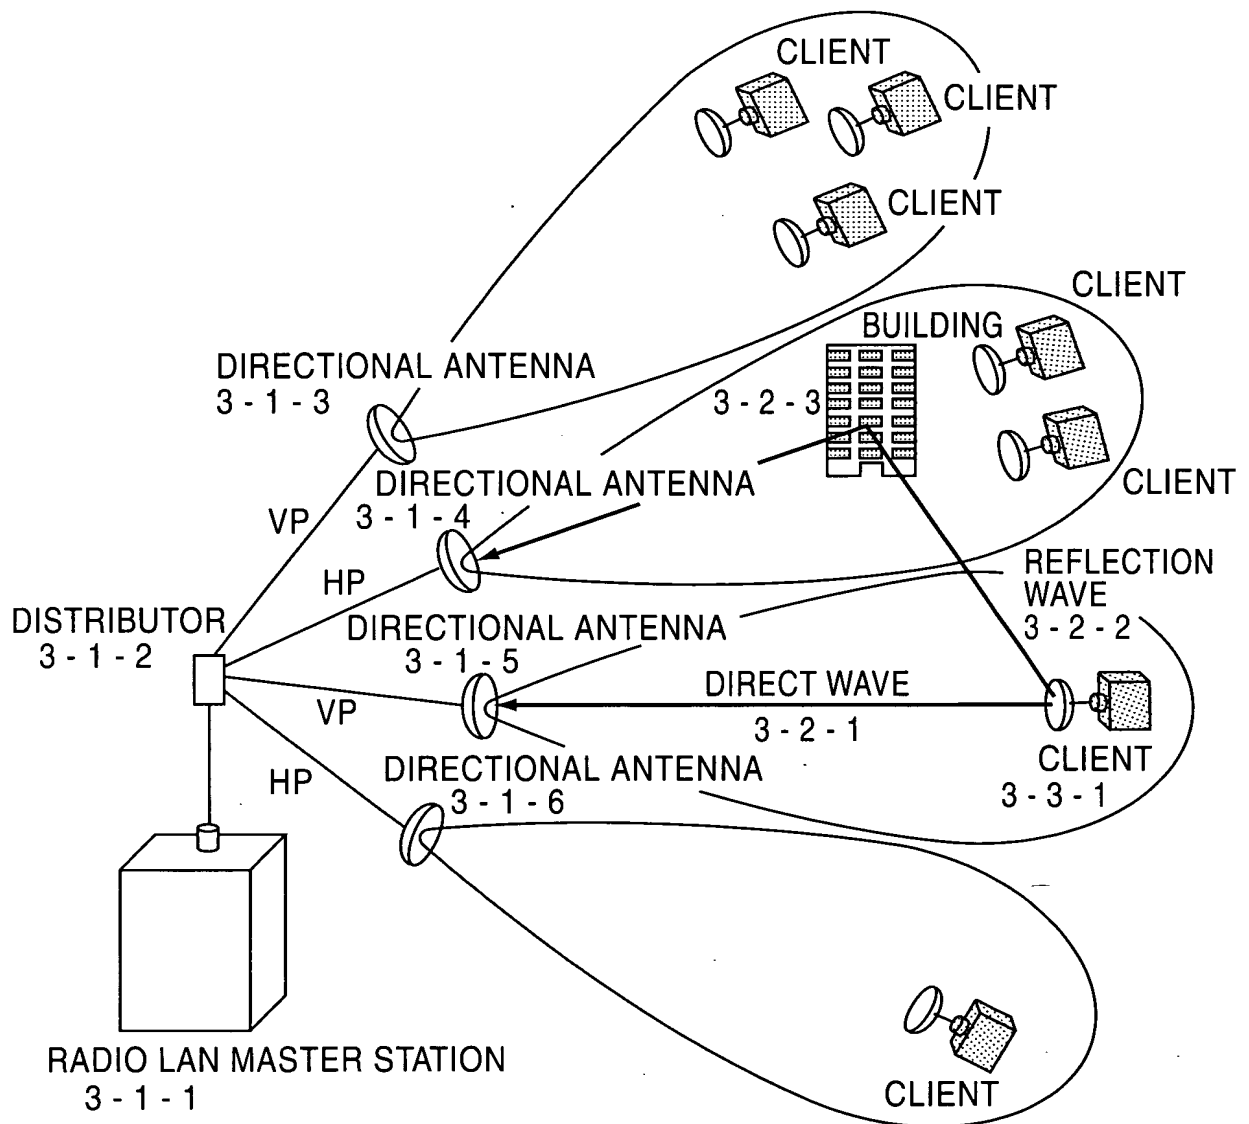 CLIENT
CLIENT
CLIENT
CLIENT
BUILDING
DIRECTIONAL ANTENNA
3 - 1 - 3
3 - 2 - 3
DIRECTIONAL ANTENNA
3 - 1 - 4
CLIENT
VP
HP
REFLECTION
WAVE
3 - 2 - 2
DISTRIBUTOR
3 - 1 - 2
DIRECTIONAL ANTENNA
3 - 1 - 5
DIRECT WAVE
3 - 2 - 1
VP
CLIENT
3 - 3 - 1
HP
DIRECTIONAL ANTENNA
3 - 1 - 6
RADIO LAN MASTER STATION
3 - 1 - 1
CLIENT